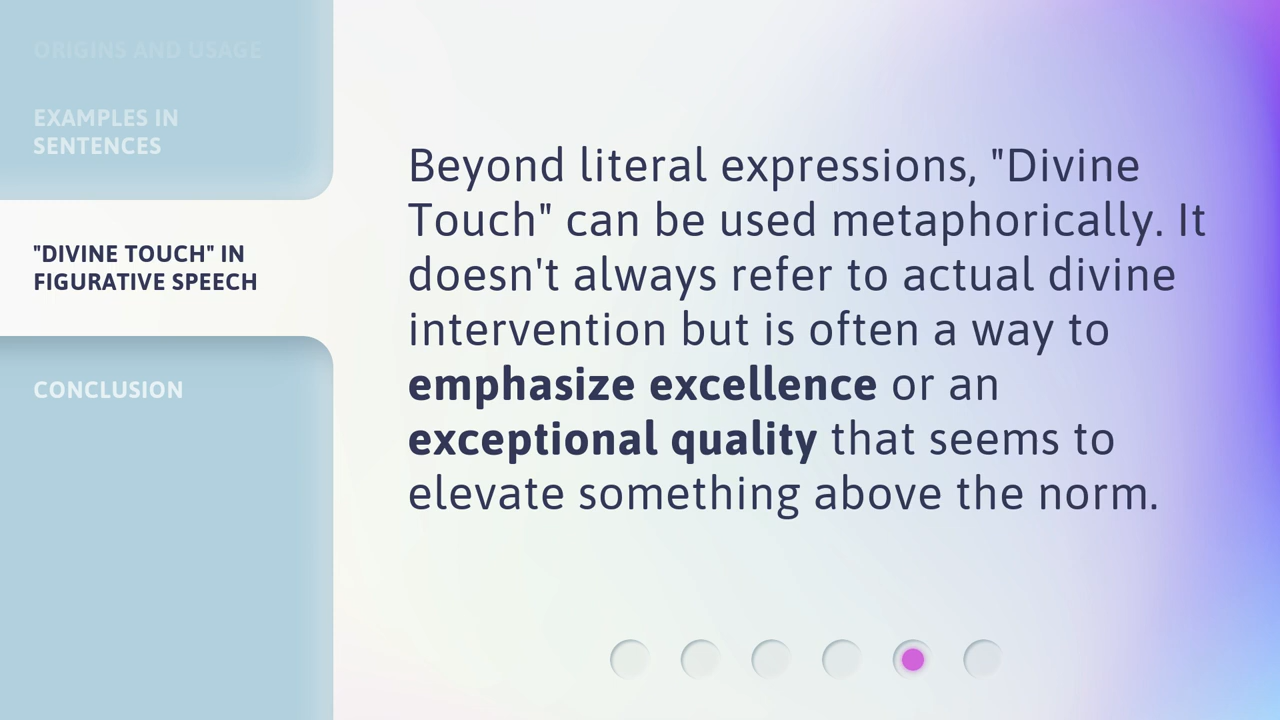 ORIGINS AND USAGE
EXAMPLES IN
SENTENCES
"DIVINE TOUCH" IN
FIGURATIVE SPEECH
CONCLUSION
Beyond literal expressions, "Divine
Touch" can be used metaphorically. It
doesn't always refer to actual divine
intervention but is often a way to
emphasize excellence or an
exceptional quality that seems to
elevate something above the norm.